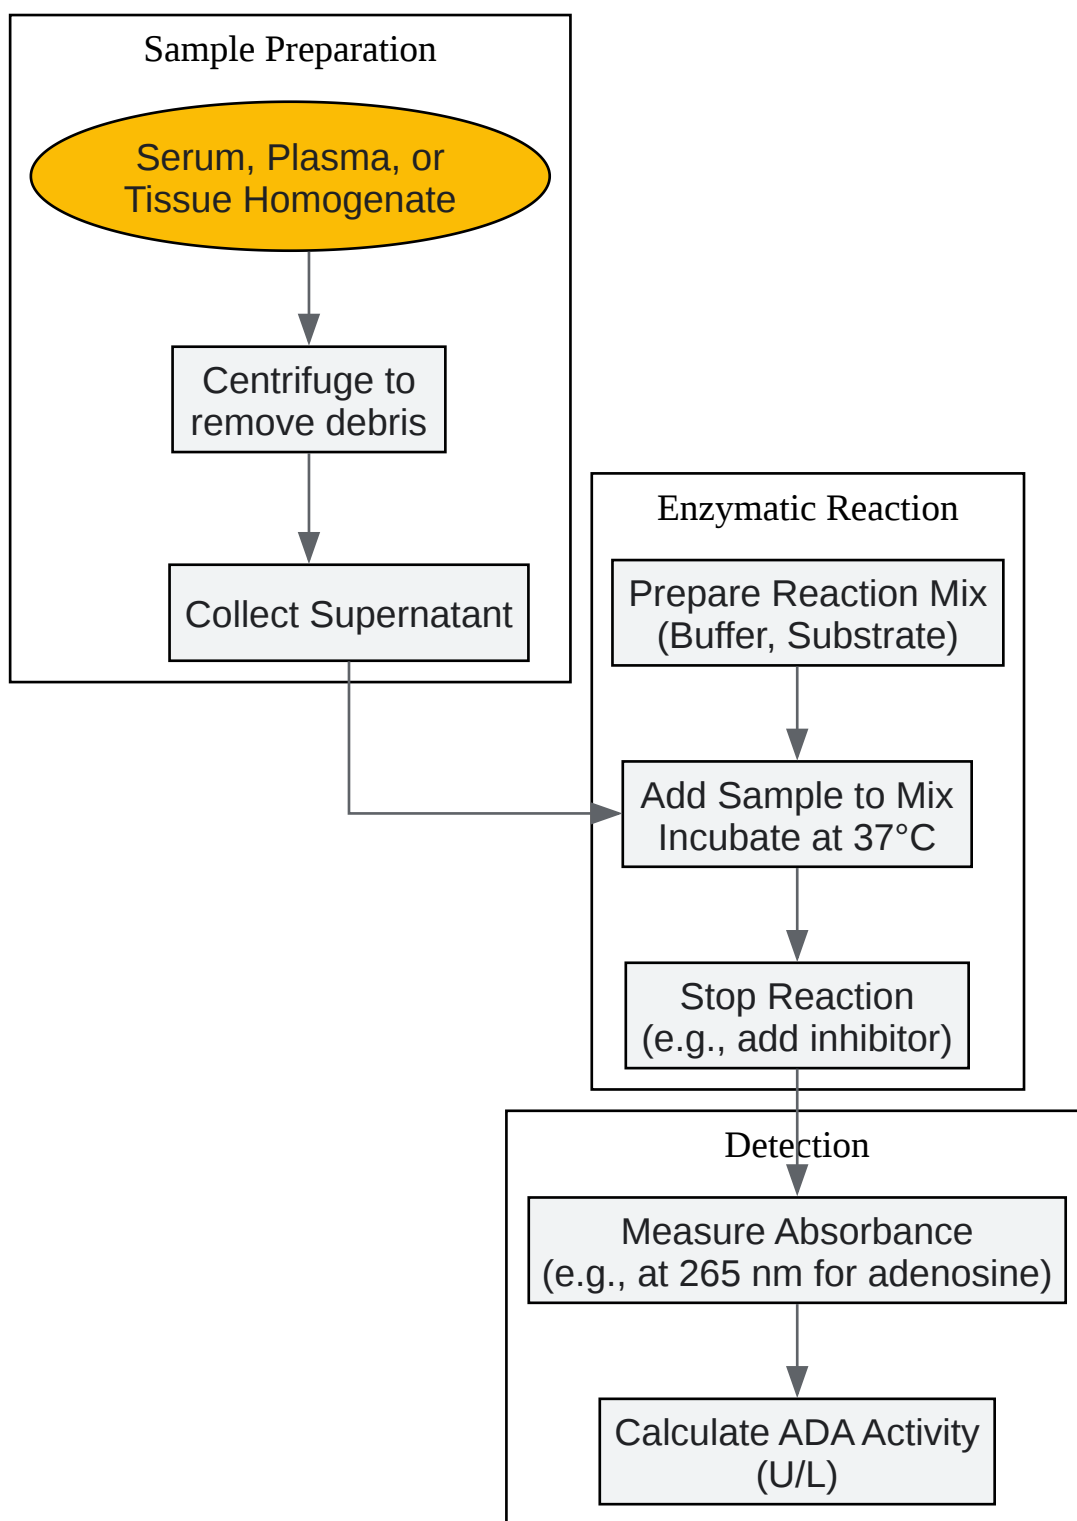 Sample Preparation
Serum, Plasma, or
Tissue Homogenate
Centrifuge to
remove debris
Collect Supernatant
Enzymatic Reaction
Prepare Reaction Mix
(Buffer, Substrate)
Add Sample to Mix
Incubate at 37°C
Stop Reaction
(e.g., add inhibitor)
Detection
Measure Absorbance
(e.g., at 265 nm for adenosine)
Calculate ADA Activity
(U/L)